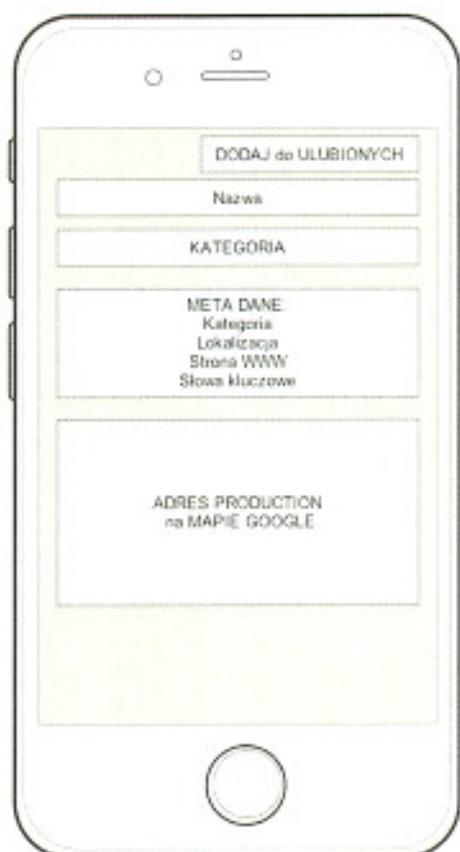 DODAJ do ULUBIONYCH
Nazwa
KATEGORIA
META DANE:
Kategoria
Lokalizacja
Strona WWW
Słowa kluczowe
ADRES PRODUCTION
na MAPIE GOOGLE